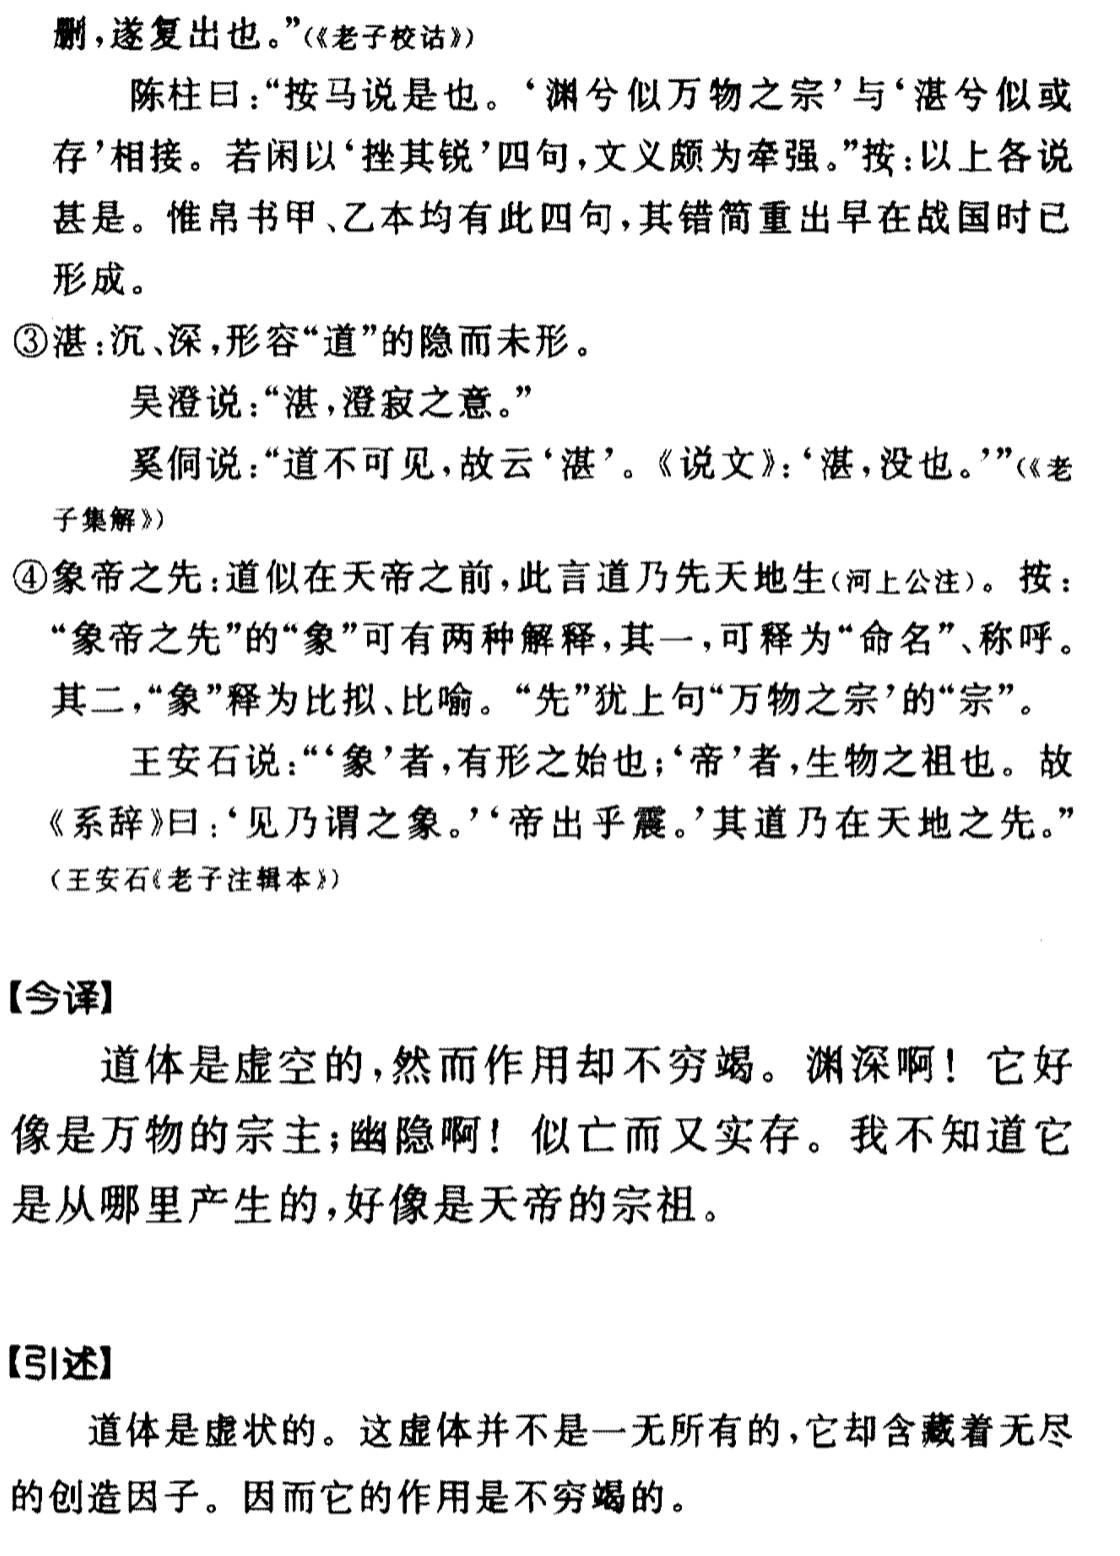 删，遂复出也。”(《老子校诂》)
陈柱曰：“按马说是也。‘渊兮似万物之宗’与‘湛兮似或
存’相接。若闲以‘挫其锐’四句，文义颇为牵强。”按：以上各说
甚是。惟帛书甲、乙本均有此四句，其错简重出早在战国时已
形成。
③湛：沉、深，形容“道”的隐而未形。
吴澄说：“湛，澄寂之意。”
奚侗说：“道不可见，故云‘湛’。《说文》：‘湛，没也。’”(《老
子集解》)
④象帝之先：道似在天帝之前，此言道乃先天地生(河上公注)。按：
“象帝之先”的“象”可有两种解释，其一，可释为“命名”、称呼。
其二，“象”释为比拟、比喻。“先”犹上句“万物之宗’的“宗”。
王安石说：“‘象’者，有形之始也；‘帝’者，生物之祖也。故
《系辞》曰：‘见乃谓之象。’‘帝出乎震。’其道乃在天地之先。”
(王安石《老子注辑本》)
【今译】
道体是虚空的，然而作用却不穷竭。渊深啊！它好
像是万物的宗主；幽隐啊！似亡而又实存。我不知道它
是从哪里产生的，好像是天帝的宗祖。
【引述】
道体是虚状的。这虚体并不是一无所有的，它却含藏着无尽
的创造因子。因而它的作用是不穷竭的。